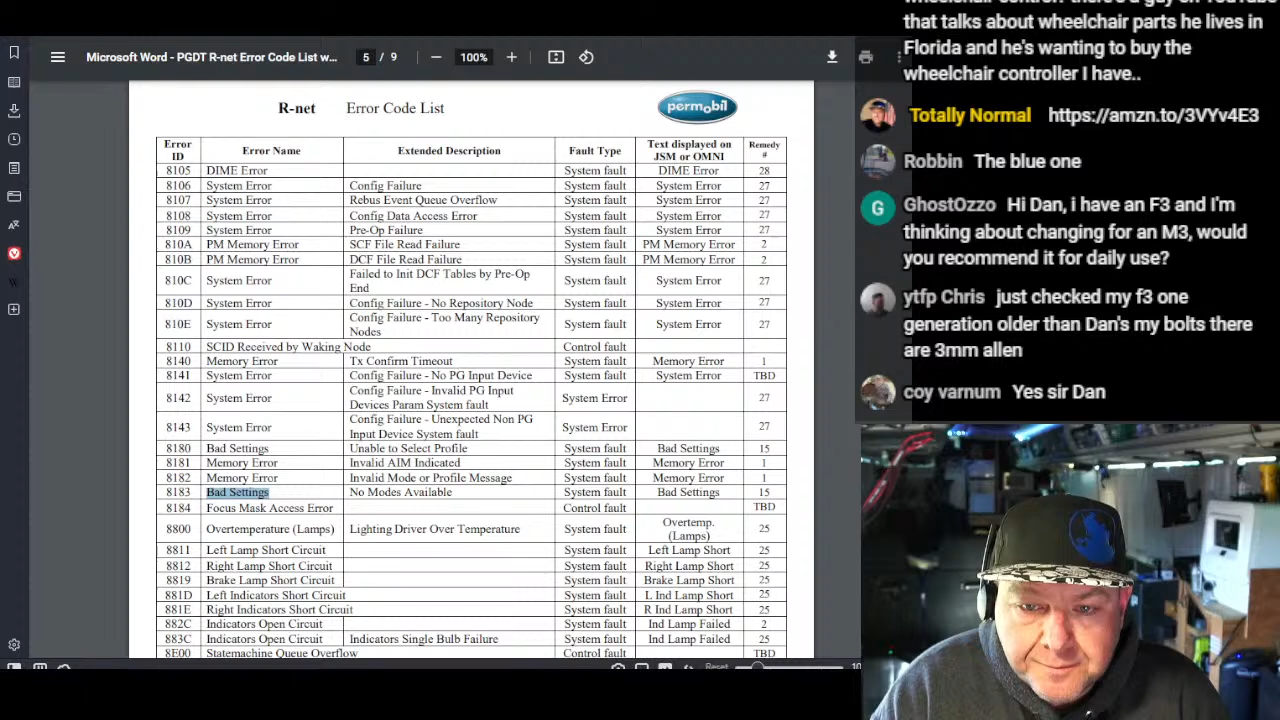 Microsoft Word - PGDT R-net Error Code List w...
5 / 9
100%
R-net Error Code List
permobil
Error ID Error Name Extended Description Fault Type Text displayed on JSM or OMNI Remedy #
8105 DIME Error System fault DIME Error 28
8106 System Error Config Failure System fault System Error 27
8107 System Error Rebus Event Queue Overflow System fault System Error 27
8108 System Error Config Data Access Error System fault System Error 27
8109 System Error Pre-Op Failure System fault System Error 27
810A PM Memory Error SCF File Read Failure System fault PM Memory Error 2
810B PM Memory Error DCF File Read Failure System fault PM Memory Error 2
810C System Error Failed to Init DCF Tables by Pre-Op End System fault System Error 27
810D System Error Config Failure - No Repository Node System fault System Error 27
810E System Error Config Failure - Too Many Repository Nodes System fault System Error 27
8110 SCID Received by Waking Node Control fault
8140 Memory Error Tx Confirm Timeout System fault Memory Error 1
8141 System Error Config Failure - No PG Input Device System fault System Error TBD
8142 System Error Config Failure - Invalid PG Input Devices Param System fault System Error 27
8143 System Error Config Failure - Unexpected Non PG Input Device System fault System Error 27
8180 Bad Settings Unable to Select Profile System fault Bad Settings 15
8181 Memory Error Invalid AIM Indicated System fault Memory Error 1
8182 Memory Error Invalid Mode or Profile Message System fault Memory Error 1
8183 Bad Settings No Modes Available System fault Bad Settings 15
8184 Focus Mask Access Error Control fault TBD
8800 Overtemperature (Lamps) Lighting Driver Over Temperature System fault Overtemp. (Lamps) 25
8811 Left Lamp Short Circuit System fault Left Lamp Short 25
8812 Right Lamp Short Circuit System fault Right Lamp Short 25
8819 Brake Lamp Short Circuit System fault Brake Lamp Short 25
881D Left Indicators Short Circuit System fault L Ind Lamp Short 25
881E Right Indicators Short Circuit System fault R Ind Lamp Short 25
882C Indicators Open Circuit System fault Ind Lamp Failed 2
883C Indicators Open Circuit Indicators Single Bulb Failure System fault Ind Lamp Failed 25
8E00 Statemachine Queue Overflow Control fault TBD
Reset
that talks about wheelchair parts he lives in
Florida and he's wanting to buy the
wheelchair controller I have..
Totally Normal https://amzn.to/3VYv4E3
Robbin The blue one
G GhostOzzo Hi Dan, i have an F3 and I'm
thinking about changing for an M3, would
you recommend it for daily use?
ytfp Chris just checked my f3 one
generation older than Dan's my bolts there
are 3mm allen
coy varnum Yes sir Dan